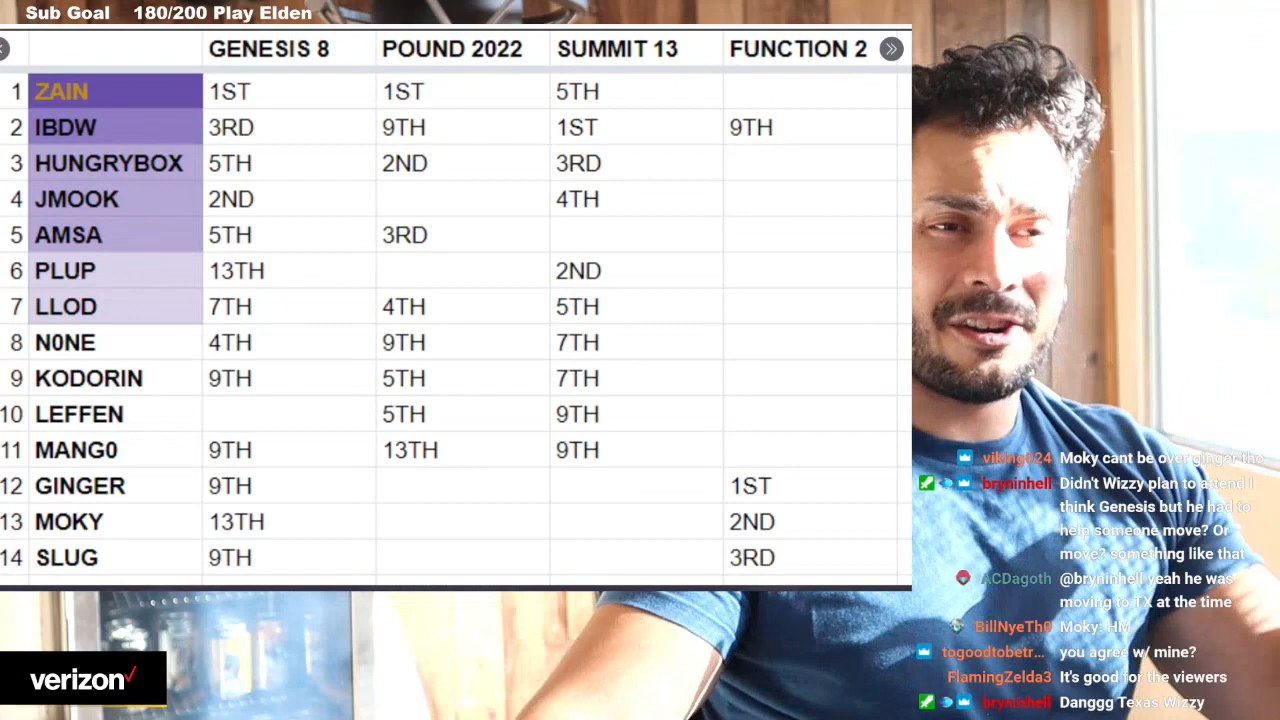 Sub Goal 180/200 Play Elden
GENESIS 8 POUND 2022 SUMMIT 13 FUNCTION 2
1 ZAIN 1ST 1ST 5TH
2 IBDW 3RD 9TH 1ST 9TH
3 HUNGRYBOX 5TH 2ND 3RD
4 JMOOK 2ND 4TH
5 AMSA 5TH 3RD
6 PLUP 13TH 2ND
7 LLOD 7TH 4TH 5TH
8 N0NE 4TH 9TH 7TH
9 KODORIN 9TH 5TH 7TH
10 LEFFEN 5TH 9TH
11 MANG0 9TH 13TH 9TH
12 GINGER 9TH 1ST
13 MOKY 13TH 2ND
14 SLUG 9TH 3RD
viking024 Moky cant be over ginger tho
bryninhell Didn't Wizzy plan to attend I
think Genesis but he had to
help someone move? Or
move? something like that
ACDagoth @bryninhell yeah he was
moving to TX at the time
BillNyeTh0 Moky: HM
togoodtobetr... you agree w/ mine?
FlamingZelda3 It's good for the viewers
bryninhell Danggg Texas Wizzy
verizon